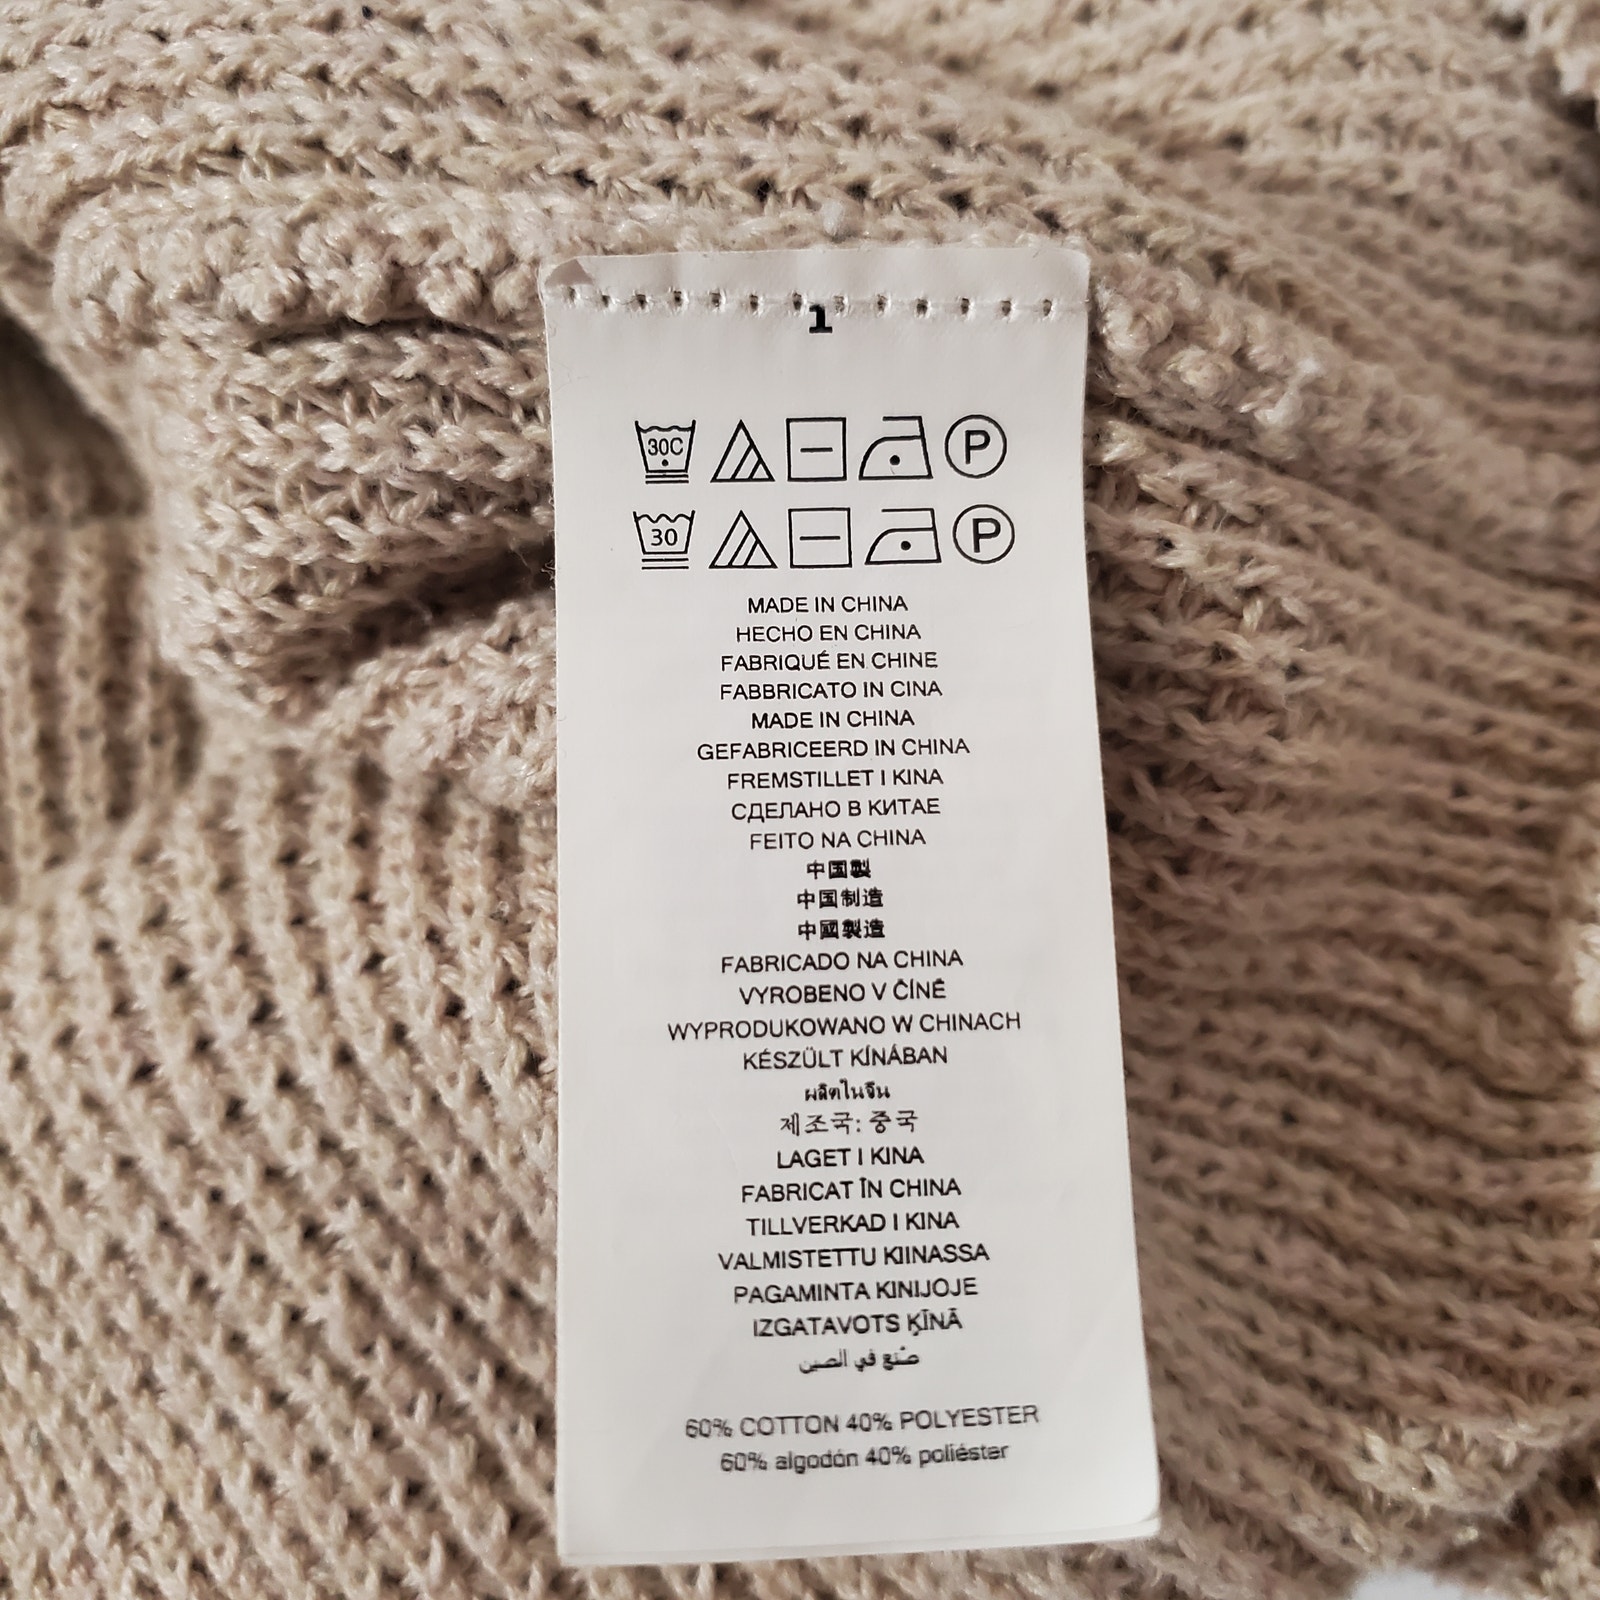 1
30C P
30 P
MADE IN CHINA
HECHO EN CHINA
FABRIQUÉ EN CHINE
FABBRICATO IN CINA
MADE IN CHINA
GEFABRICEERD IN CHINA
FREMSTILLET I KINA
СДЕЛАНО В КИТАЕ
FEITO NA CHINA
中国製
中国制造
中國製造
FABRICADO NA CHINA
VYROBENO V ČÍNĚ
WYPRODUKOWANO W CHINACH
KÉSZÜLT KÍNÁBAN
ผลิตในจีน
제조국: 중국
LAGET I KINA
FABRICAT ÎN CHINA
TILLVERKAD I KINA
VALMISTETTU KIINASSA
PAGAMINTA KINIJOJE
IZGATAVOTS ĶĪNĀ
صنع في الصين
60% COTTON 40% POLYESTER
60% algodón 40% poliéster